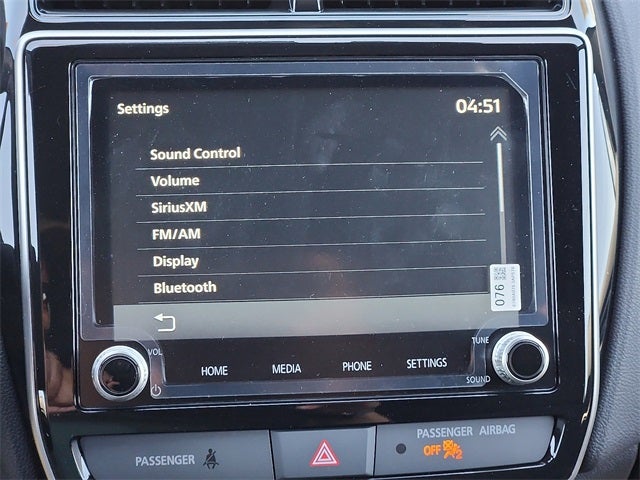 Settings 04:51
Sound Control
Volume
SiriusXM
FM/AM
Display
Bluetooth
076
VOL
TUNE
HOME MEDIA PHONE SETTINGS
SOUND
PASSENGER
PASSENGER AIRBAG
OFF 2